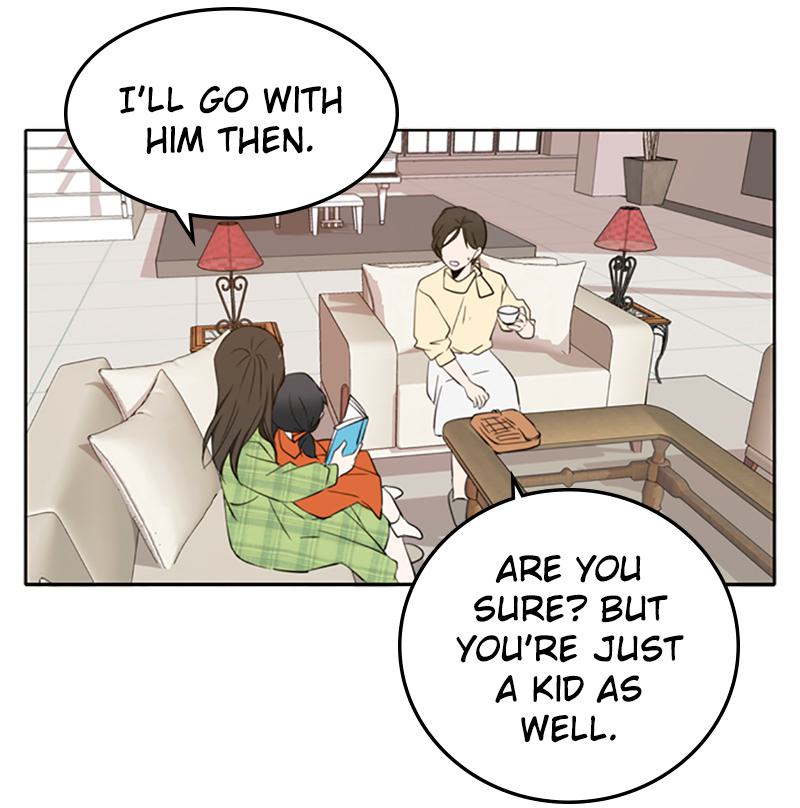 I'LL GO WITH
HIM THEN.
ARE YOU
SURE? BUT
YOU'RE JUST
A KID AS
WELL.